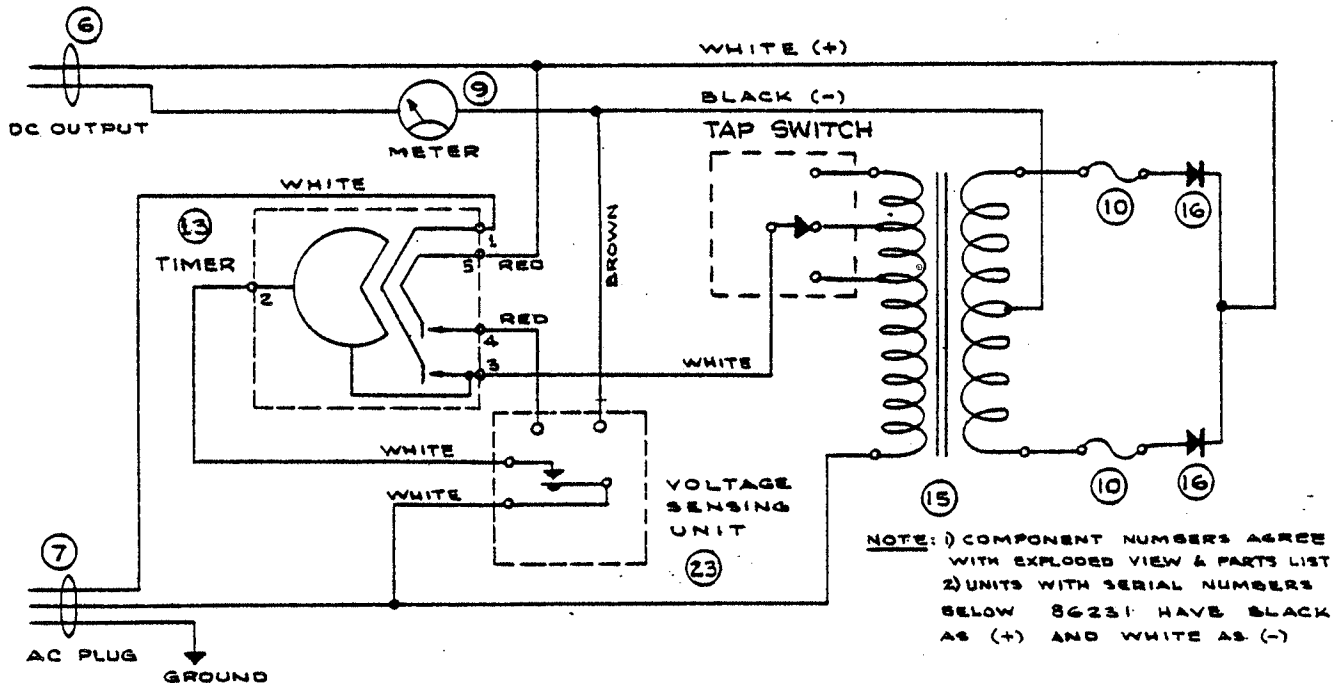 6
WHITE (+)
9
BLACK (-)
DC OUTPUT
METER
TAP SWITCH
WHITE
13
TIMER
1
5
RED
BROWN
10
16
2
RED
4
3
WHITE
WHITE
WHITE
VOLTAGE
SENSING
UNIT
23
15
10
16
7
AC PLUG
GROUND
NOTE: 1) COMPONENT NUMBERS AGREE
WITH EXPLODED VIEW & PARTS LIST
2) UNITS WITH SERIAL NUMBERS
BELOW 86231 HAVE BLACK
AS (+) AND WHITE AS (-)